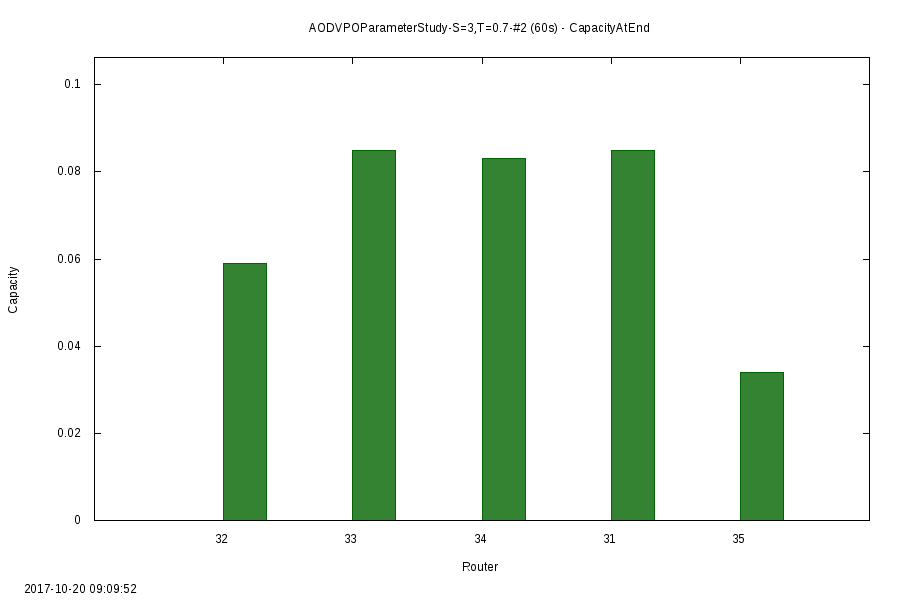 AODVPOParameterStudy-S=3,T=0.7-#2 (60s) - CapacityAtEnd
0.1
0.08
0.06
0.04
0.02
0
Capacity
32 33 34 31 35
Router
2017-10-20 09:09:52